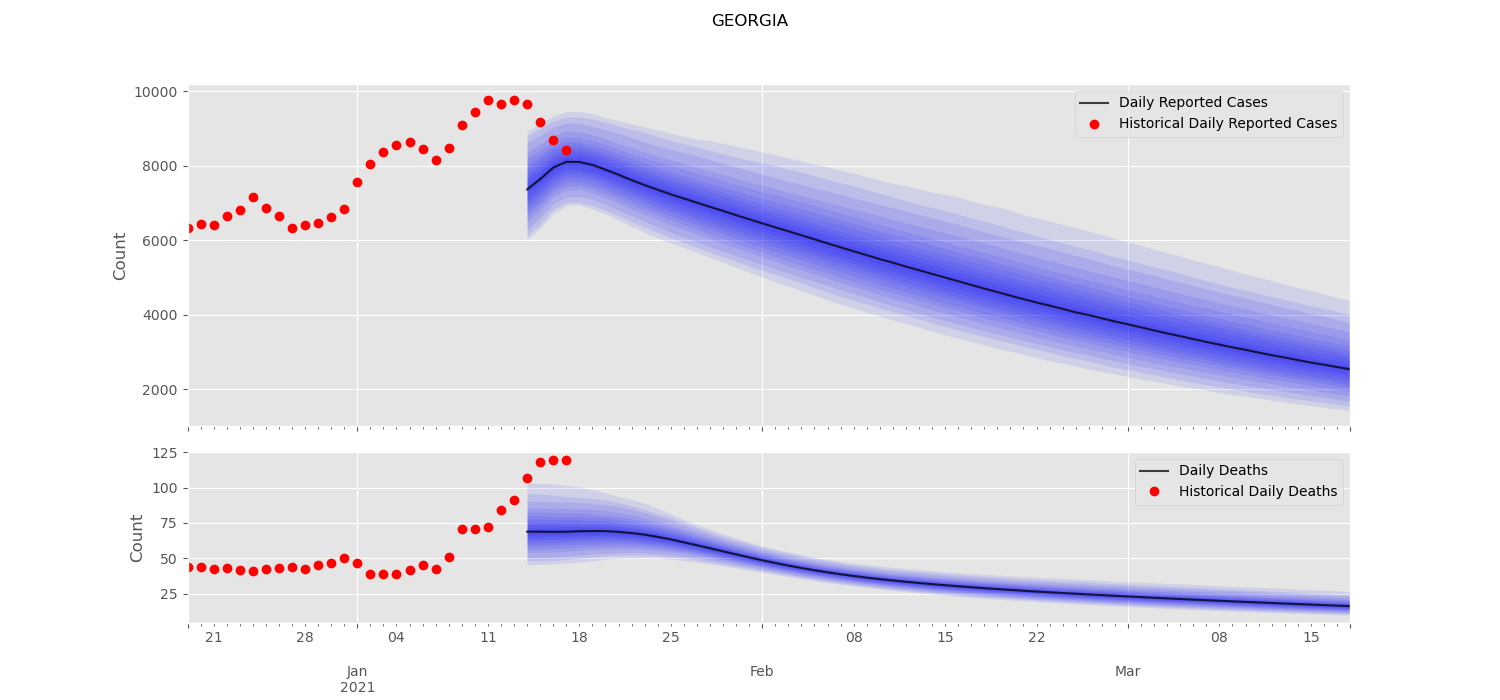 GEORGIA
10000
8000
6000
4000
2000
Count
Daily Reported Cases
Historical Daily Reported Cases
125
100
75
50
25
Count
Daily Deaths
Historical Daily Deaths
21 28 04 11 18 25 08 15 22 08 15
Jan Feb Mar
2021